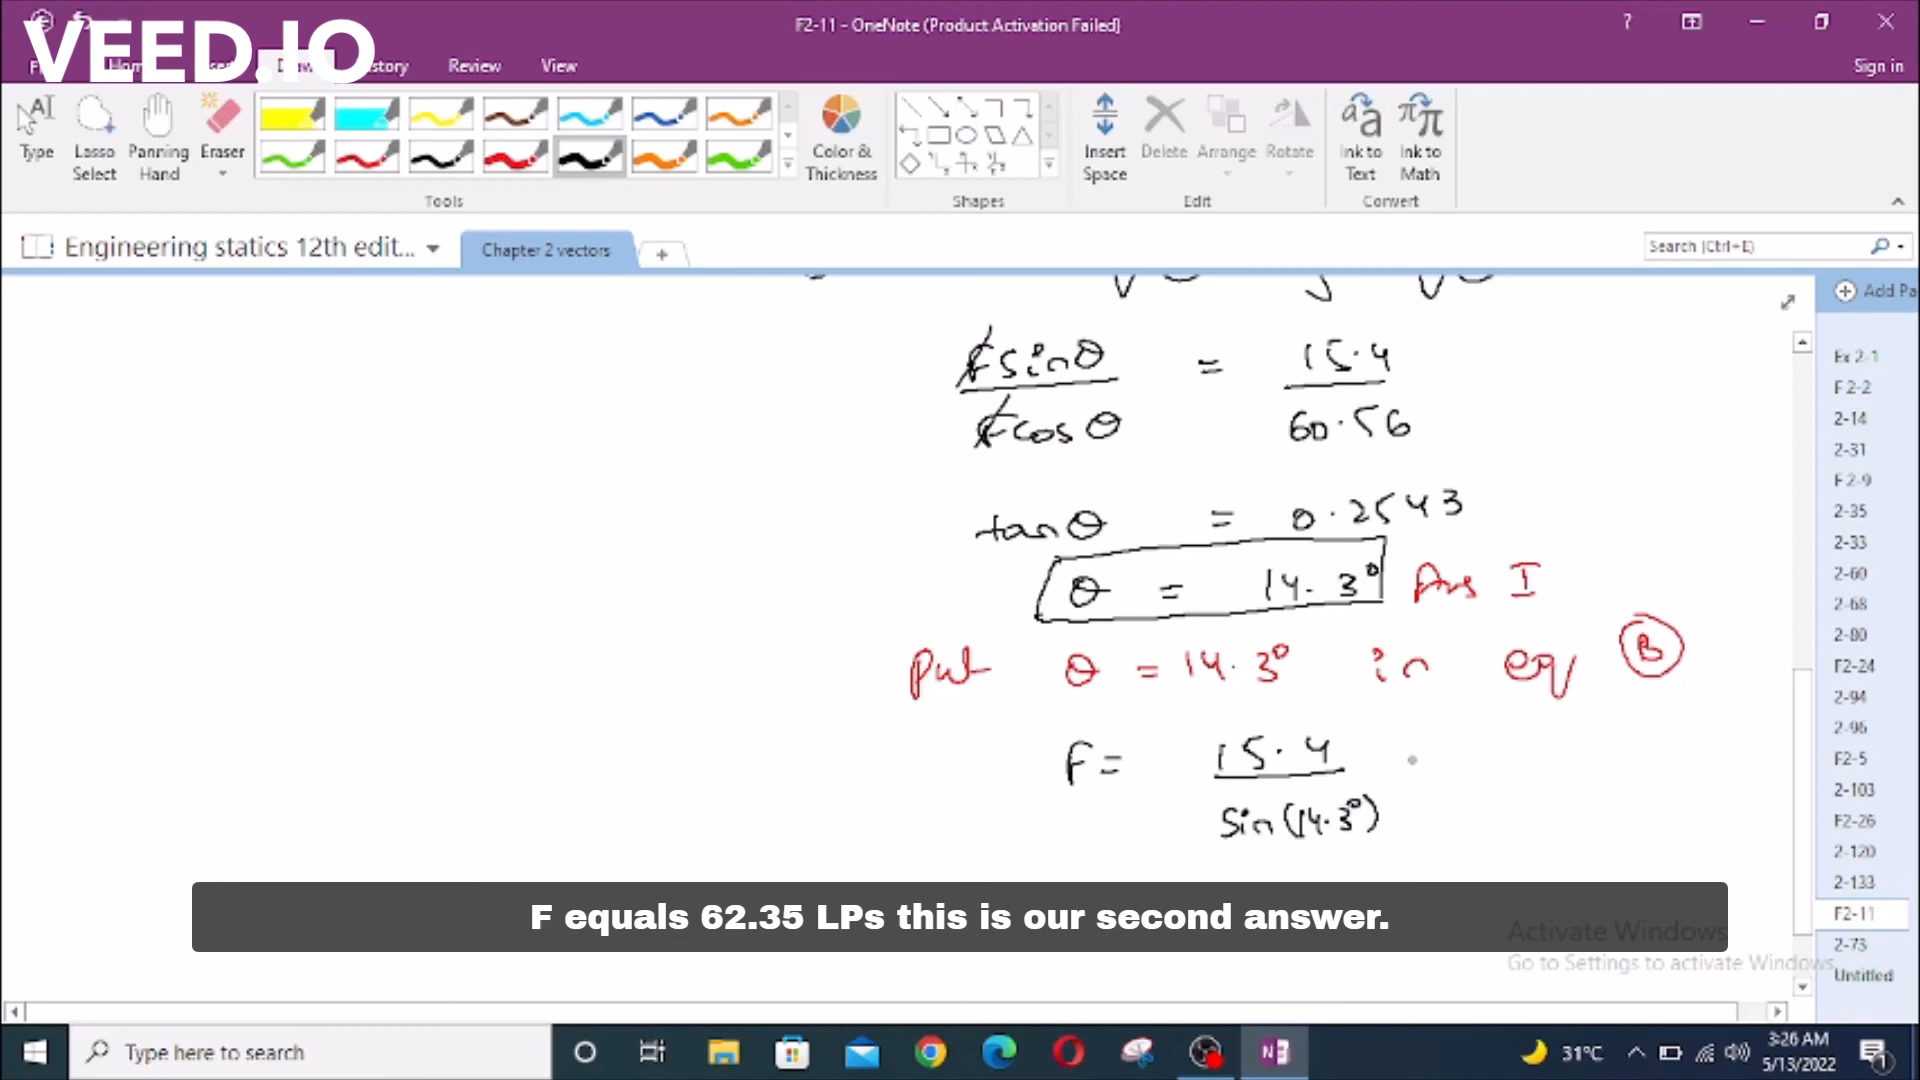 F2-11 - OneNote (Product Activation Failed)
VEED.IO
Review View
Sign in
Type
Lasso Select
Panning Hand
Eraser
Color & Thickness
Insert Space
Delete
Arrange
Rotate
Ink to Text
Ink to Math
Tools
Shapes
Edit
Convert
Engineering statics 12th edit...
Chapter 2 vectors
Search (Ctrl+E)
Add Pa
Fsinθ = 15.4
Fcosθ 60.56
tanθ = 0.2543
θ = 14.3° Ans I
Put θ = 14.3° in eq B
F = 15.4
sin(14.3°)
Ex 2-1
F 2-2
2-14
2-31
F 2-9
2-35
2-33
2-60
2-68
2-80
F2-24
2-94
2-96
F2-5
2-103
F2-26
2-120
2-133
F2-11
2-73
Untitled
F equals 62.35 LPs this is our second answer.
Activate Windows
Go to Settings to activate Windows.
Type here to search
31°C
3:26 AM
5/13/2022